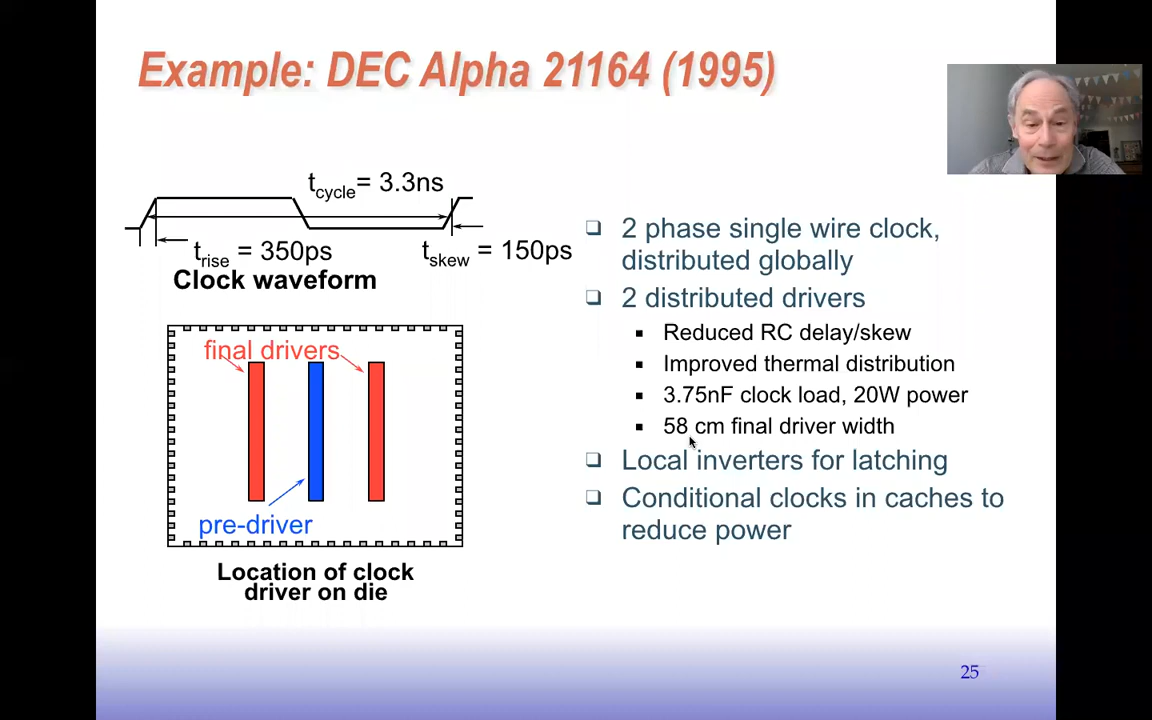 Example: DEC Alpha 21164 (1995)
tcycle= 3.3ns
trise = 350ps
tskew = 150ps
Clock waveform
final drivers
pre-driver
Location of clock
driver on die
2 phase single wire clock,
distributed globally
2 distributed drivers
Reduced RC delay/skew
Improved thermal distribution
3.75nF clock load, 20W power
58 cm final driver width
Local inverters for latching
Conditional clocks in caches to
reduce power
25